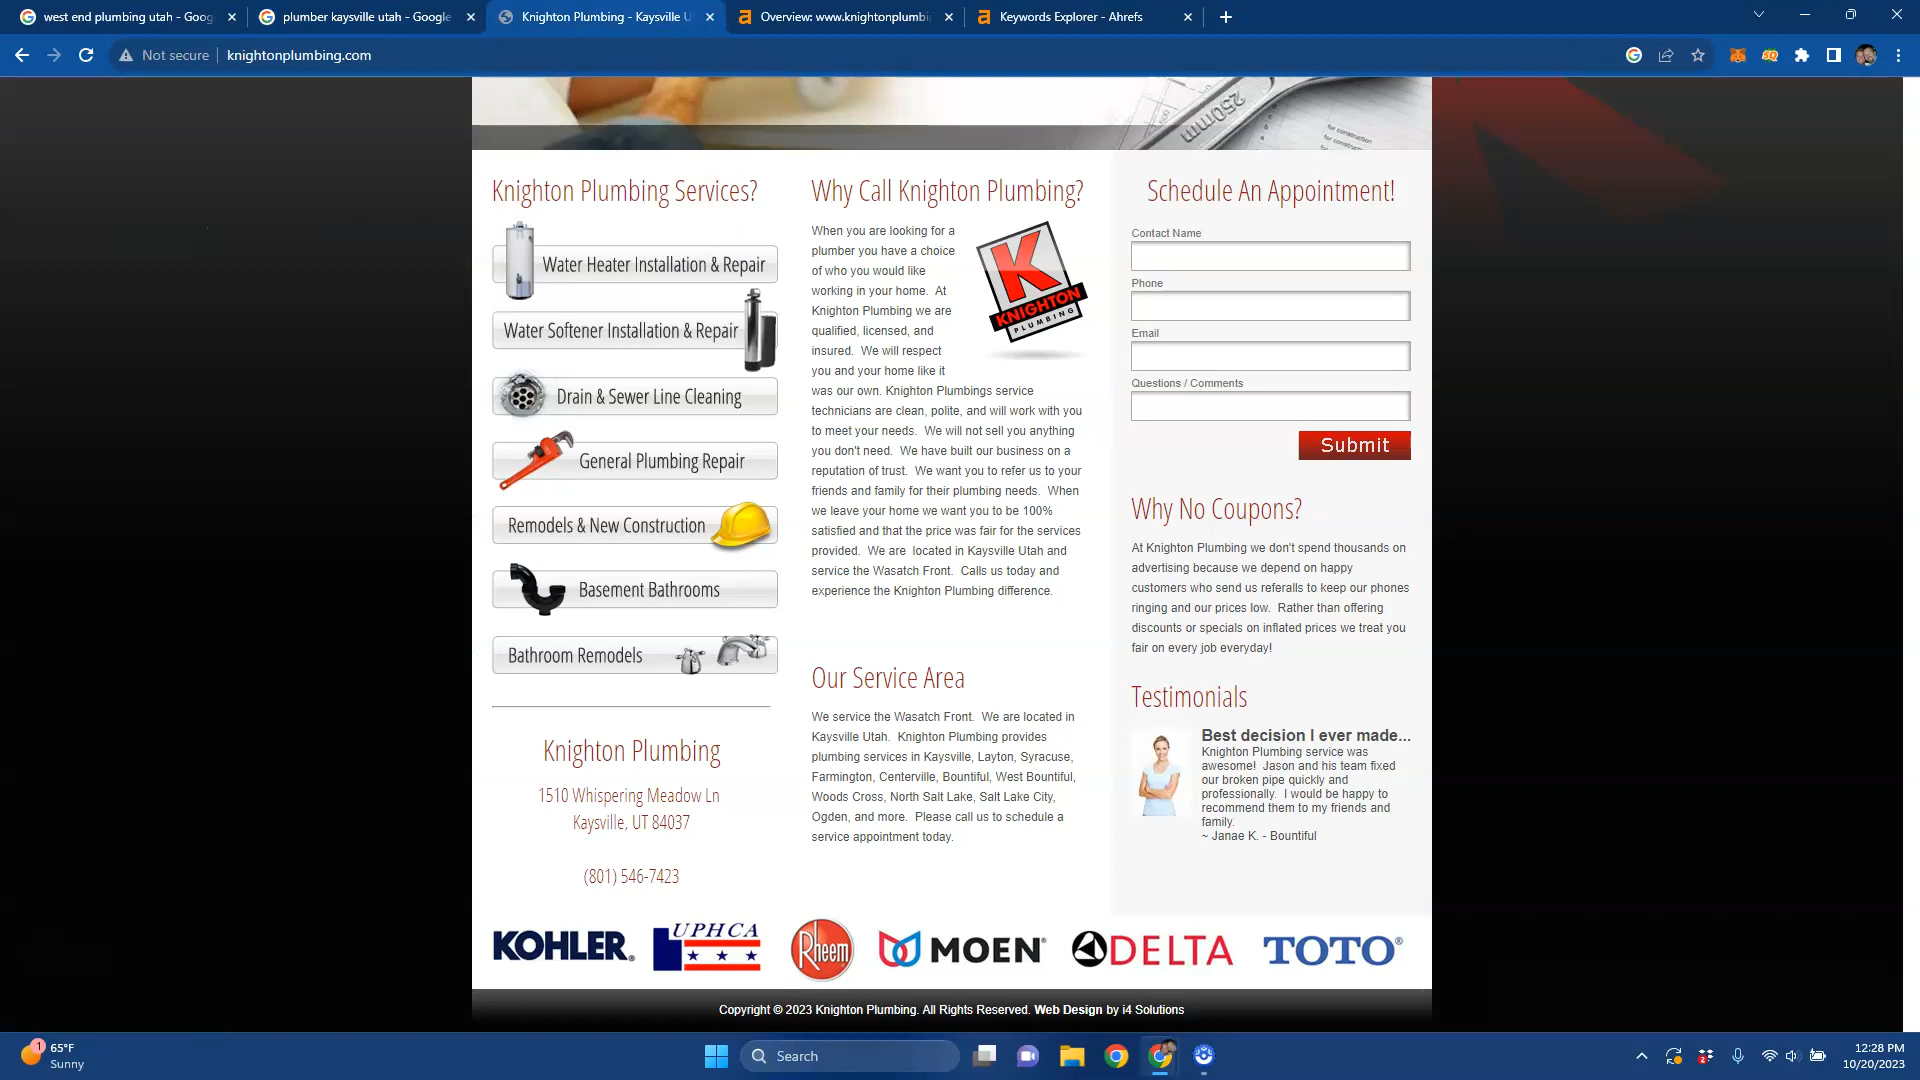 west end plumbing utah - Goog
plumber kaysville utah - Google
Knighton Plumbing - Kaysville U
Overview: www.knightonplumbi
Keywords Explorer - Ahrefs
Not secure
knightonplumbing.com
250mm
for construction
for construction
Knighton Plumbing Services?
Water Heater Installation & Repair
Water Softener Installation & Repair
Drain & Sewer Line Cleaning
General Plumbing Repair
Remodels & New Construction
Basement Bathrooms
Bathroom Remodels
Knighton Plumbing
1510 Whispering Meadow Ln
Kaysville, UT 84037
(801) 546-7423
Why Call Knighton Plumbing?
When you are looking for a
plumber you have a choice
of who you would like
working in your home. At
Knighton Plumbing we are
qualified, licensed, and
insured. We will respect
you and your home like it
was our own. Knighton Plumbings service
technicians are clean, polite, and will work with you
to meet your needs. We will not sell you anything
you don't need. We have built our business on a
reputation of trust. We want you to refer us to your
friends and family for their plumbing needs. When
we leave your home we want you to be 100%
satisfied and that the price was fair for the services
provided. We are located in Kaysville Utah and
service the Wasatch Front. Calls us today and
experience the Knighton Plumbing difference.
K
KNIGHTON
PLUMBING
Our Service Area
We service the Wasatch Front. We are located in
Kaysville Utah. Knighton Plumbing provides
plumbing services in Kaysville, Layton, Syracuse,
Farmington, Centerville, Bountiful, West Bountiful,
Woods Cross, North Salt Lake, Salt Lake City,
Ogden, and more. Please call us to schedule a
service appointment today.
Schedule An Appointment!
Contact Name
Phone
Email
Questions / Comments
Submit
Why No Coupons?
At Knighton Plumbing we don't spend thousands on
advertising because we depend on happy
customers who send us referalls to keep our phones
ringing and our prices low. Rather than offering
discounts or specials on inflated prices we treat you
fair on every job everyday!
Testimonials
Best decision I ever made...
Knighton Plumbing service was
awesome! Jason and his team fixed
our broken pipe quickly and
professionally. I would be happy to
recommend them to my friends and
family.
~ Janae K. - Bountiful
KOHLER®
UPHCA
Rheem
MOEN®
DELTA
TOTO®
Copyright © 2023 Knighton Plumbing. All Rights Reserved. Web Design by i4 Solutions
1
65°F
Sunny
Search
2
12:28 PM
10/20/2023